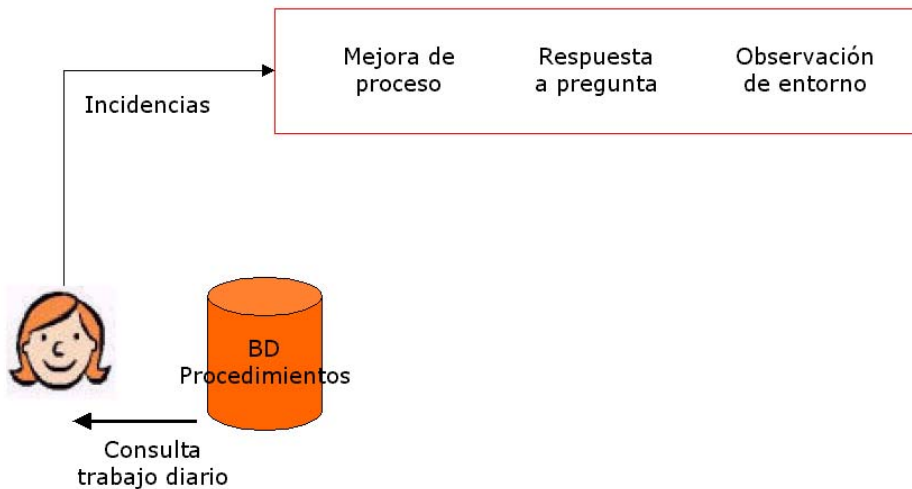 Mejora de
proceso
Respuesta
a pregunta
Observación
de entorno
Incidencias
BD
Procedimientos
Consulta
trabajo diario